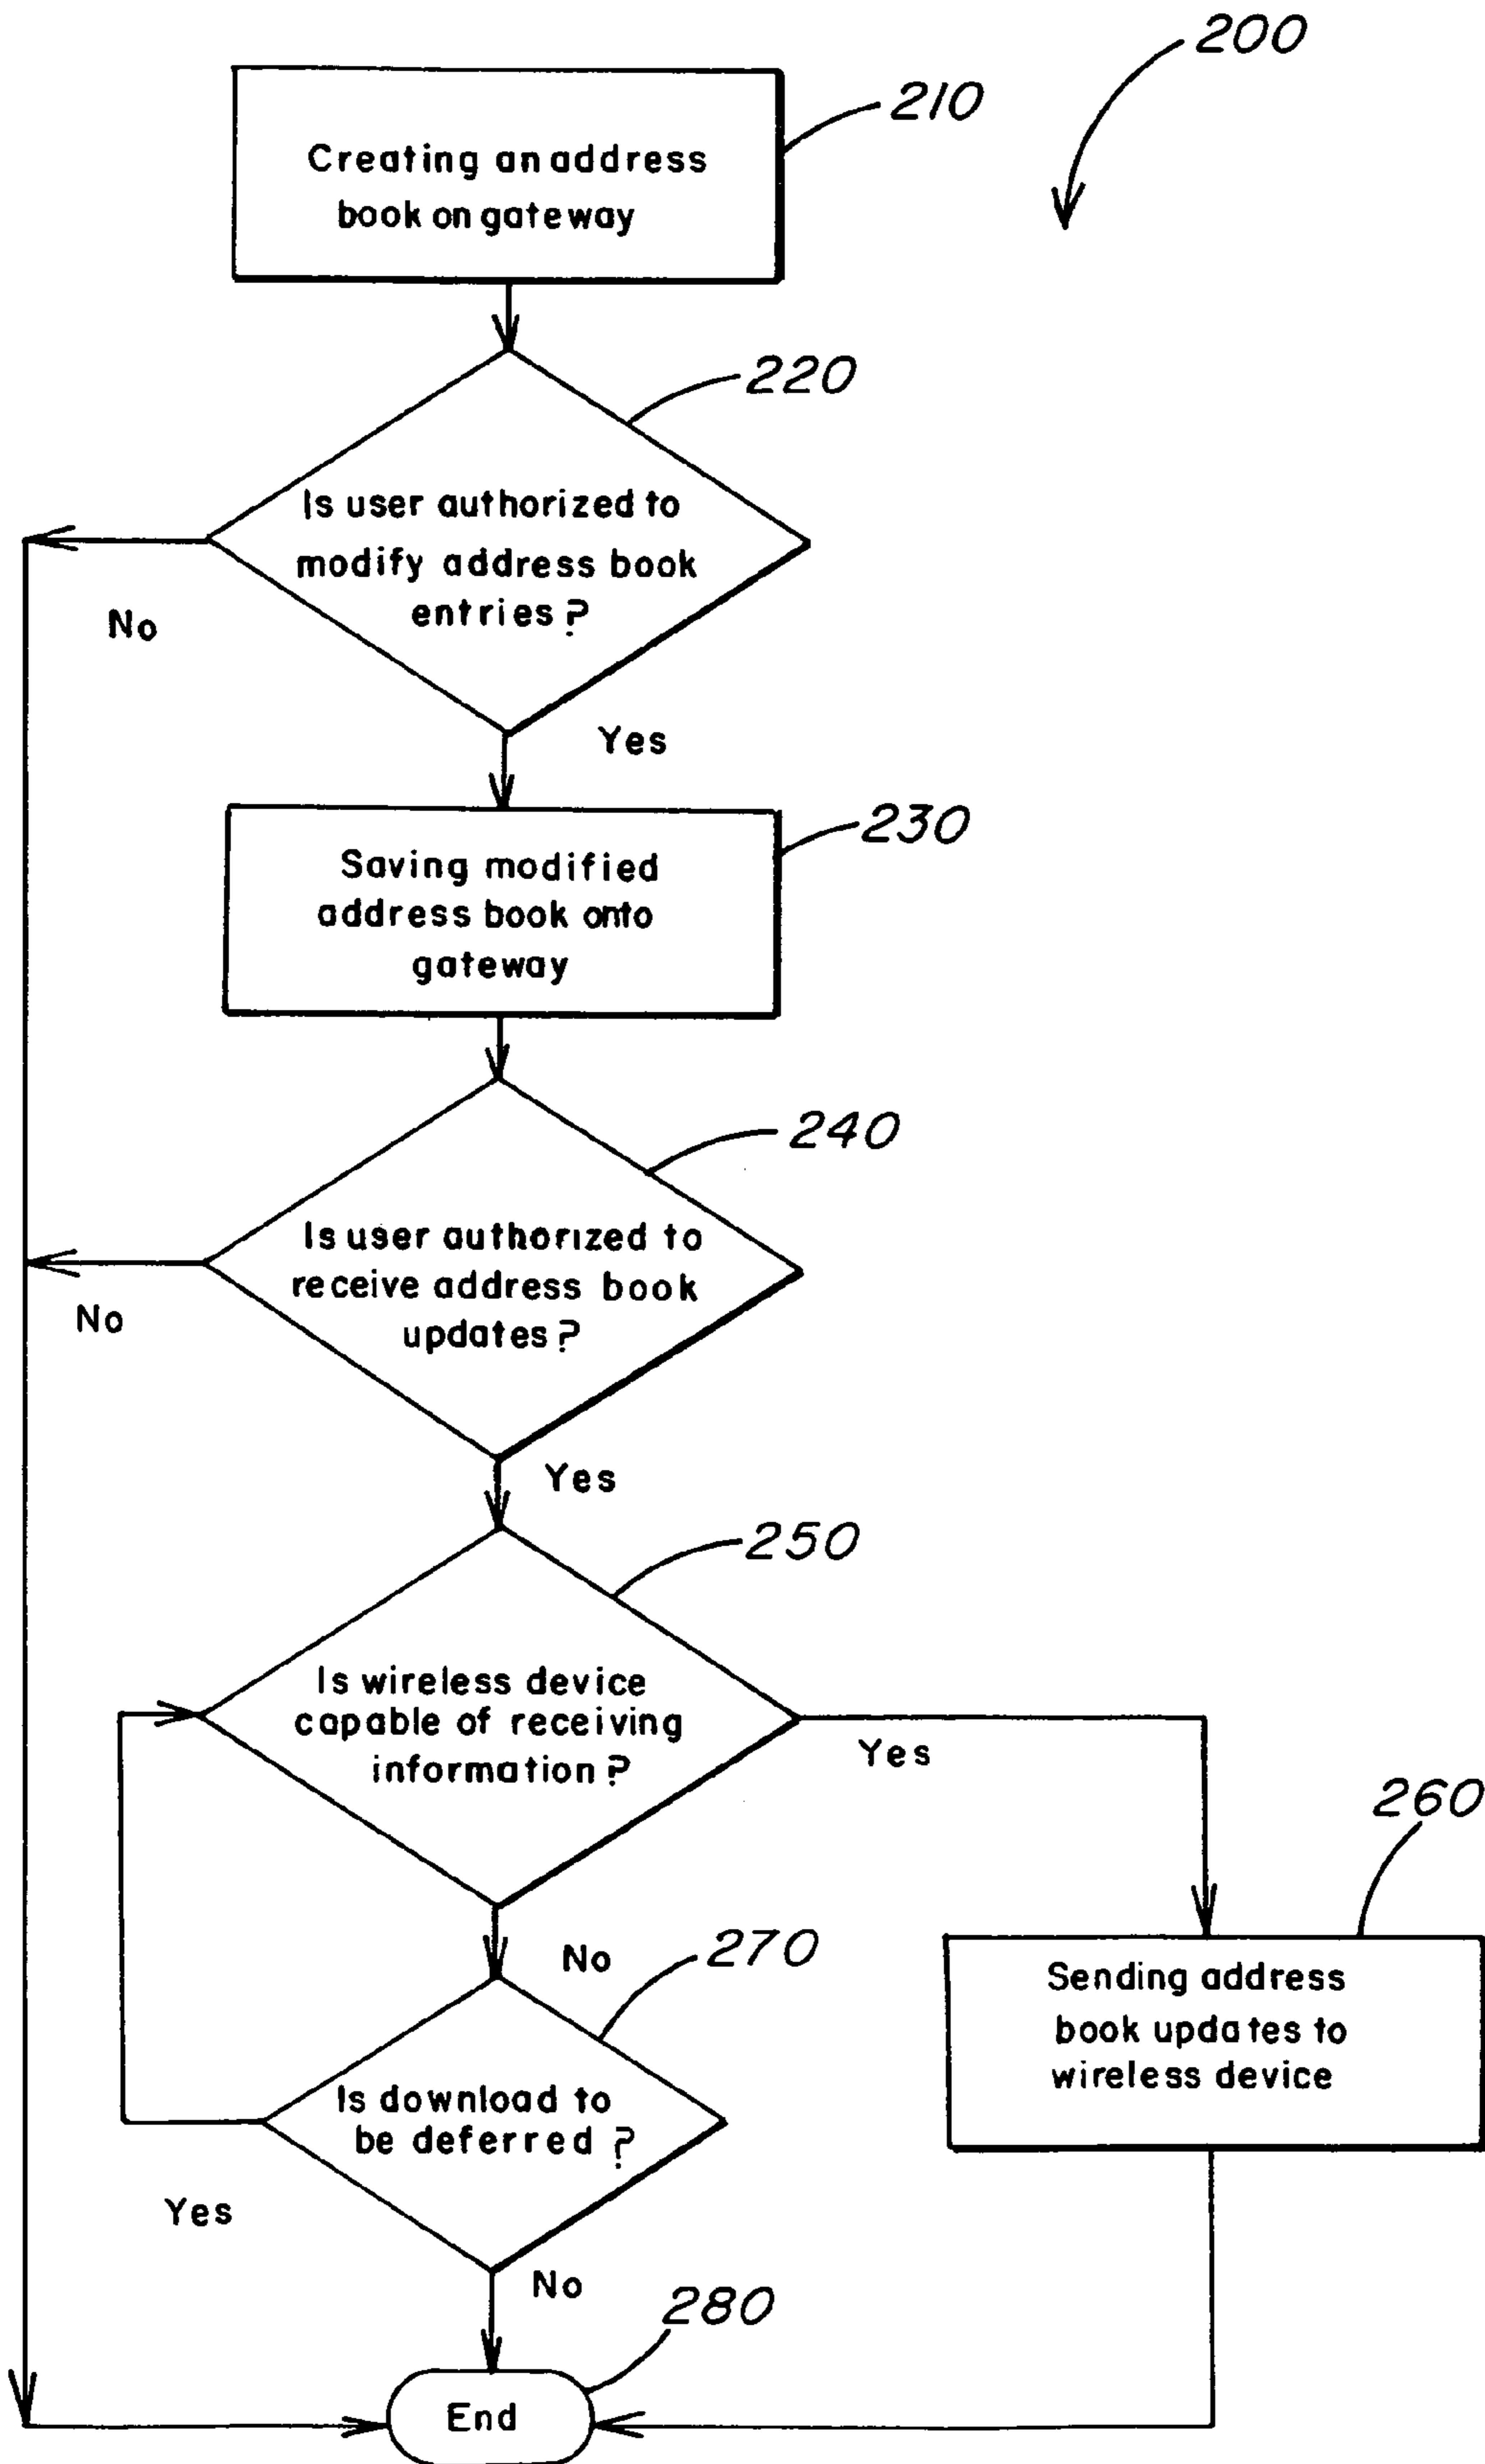 200
210
Creating an address
book on gateway
220
Is user authorized to
modify address book
entries?
No
Yes
230
Saving modified
address book onto
gateway
240
Is user authorized to
receive address book
updates?
No
Yes
250
Is wireless device
capable of receiving
information?
Yes
260
No
270
Sending address
book updates to
wireless device
Is download to
be deferred?
Yes
No
280
End